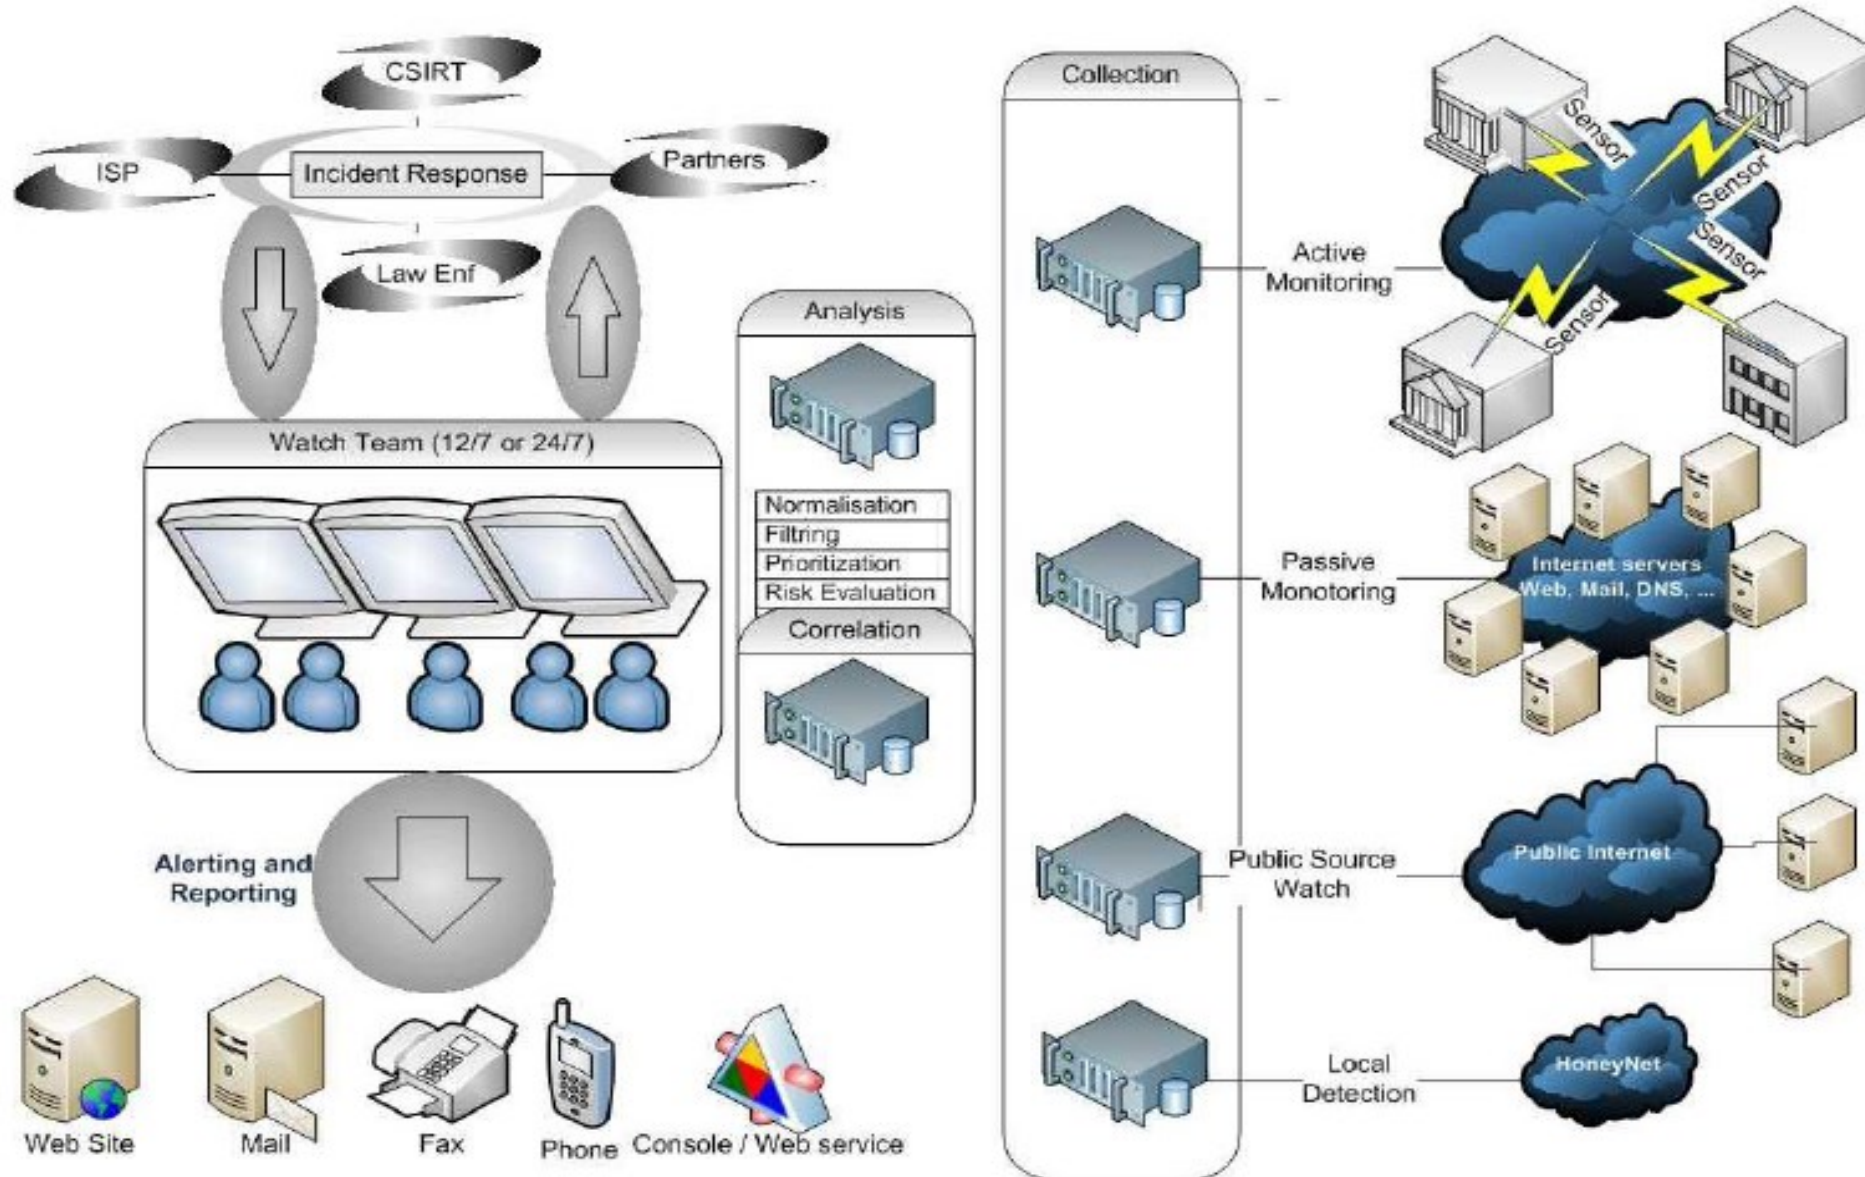 CSIRT
ISP
Incident Response
Partners
Law Enf
Watch Team (12/7 or 24/7)
Alerting and
Reporting
Web Site
Mail
Fax
Phone
Console / Web service
Analysis
Normalisation
Filtring
Prioritization
Risk Evaluation
Correlation
Collection
Active
Monitoring
Sensor
Sensor
Sensor
Sensor
Passive
Monotoring
Internet servers
Web, Mail, DNS, ...
Public Source
Watch
Public Internet
Local
Detection
HoneyNet